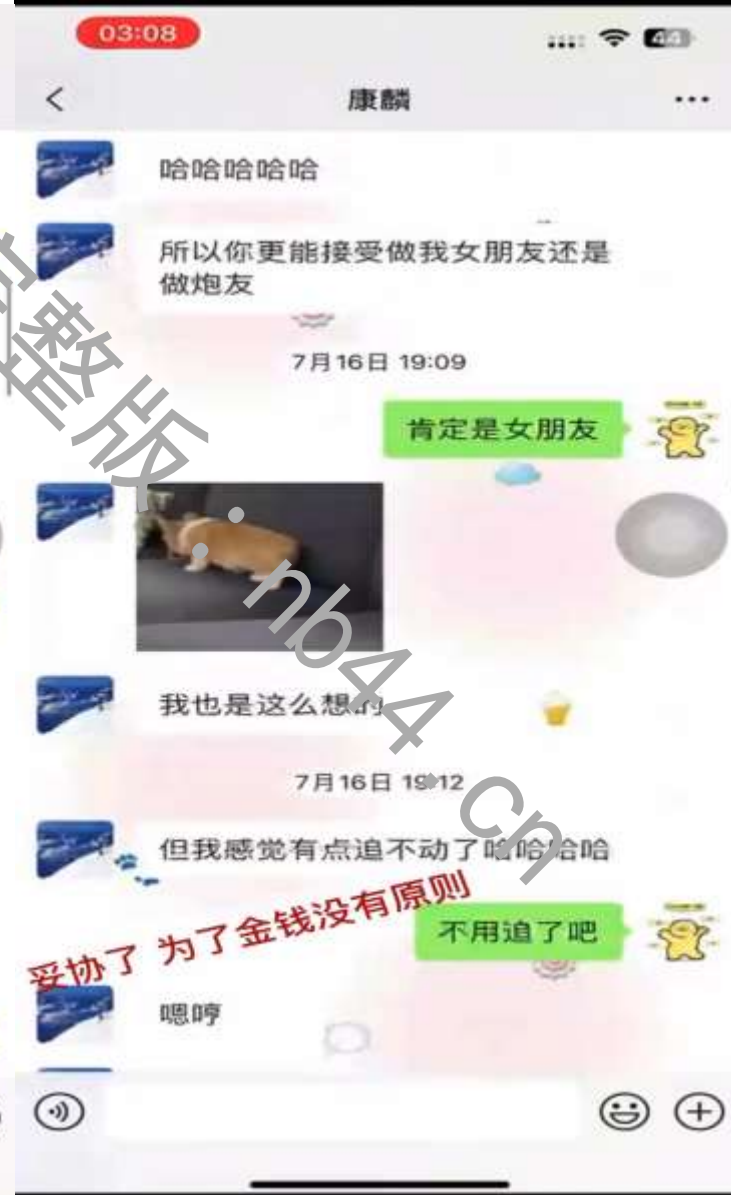 03:08
44
康麟
哈哈哈哈哈
所以你更能接受做我女朋友还是
做炮友
7月16日 19:09
肯定是女朋友
我也是这么想的
7月16日 19:12
但我感觉有点追不动了哈哈哈哈
妥协了 为了金钱没有原则
不用追了吧
嗯哼
整版：nb44.cn